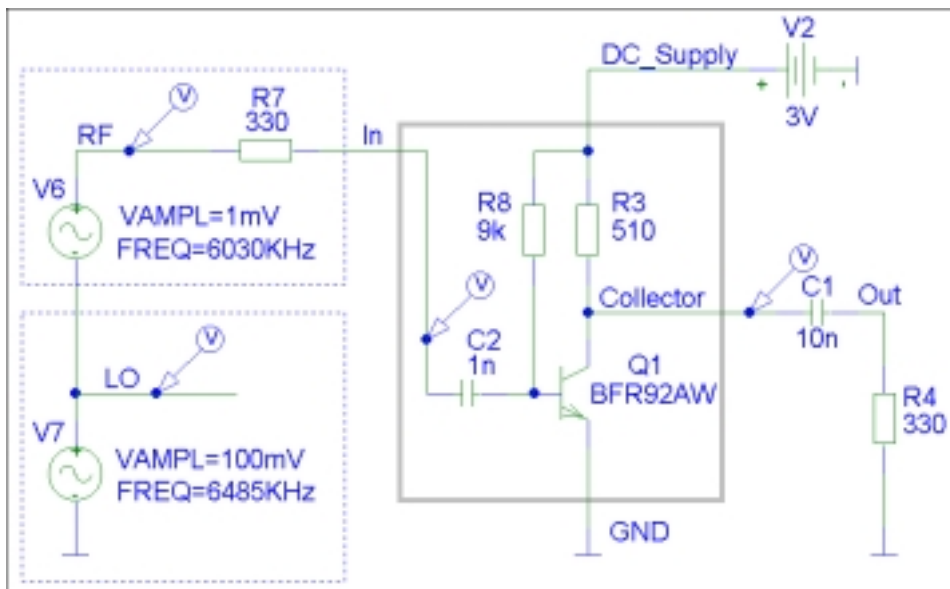 V2
DC_Supply
+
-
3V
R7
330
In
RF
V
V6
VAMPL=1mV
FREQ=6030KHz
R8
9k
R3
510
V
V
Collector
C1
Out
10n
C2
1n
Q1
BFR92AW
R4
330
V
LO
V7
VAMPL=100mV
FREQ=6485KHz
GND